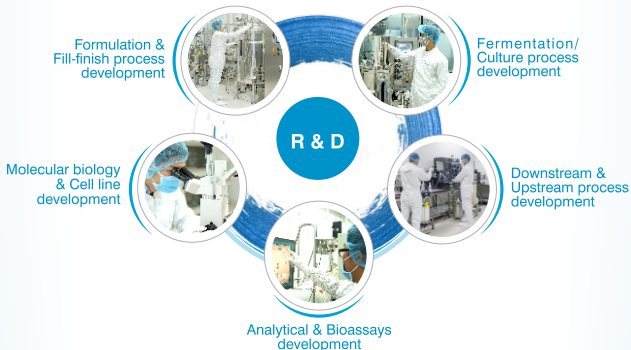 Formulation &
Fill-finish process
development
Fermentation/
Culture process
development
R & D
Molecular biology
& Cell line
development
Downstream &
Upstream process
development
Analytical & Bioassays
development